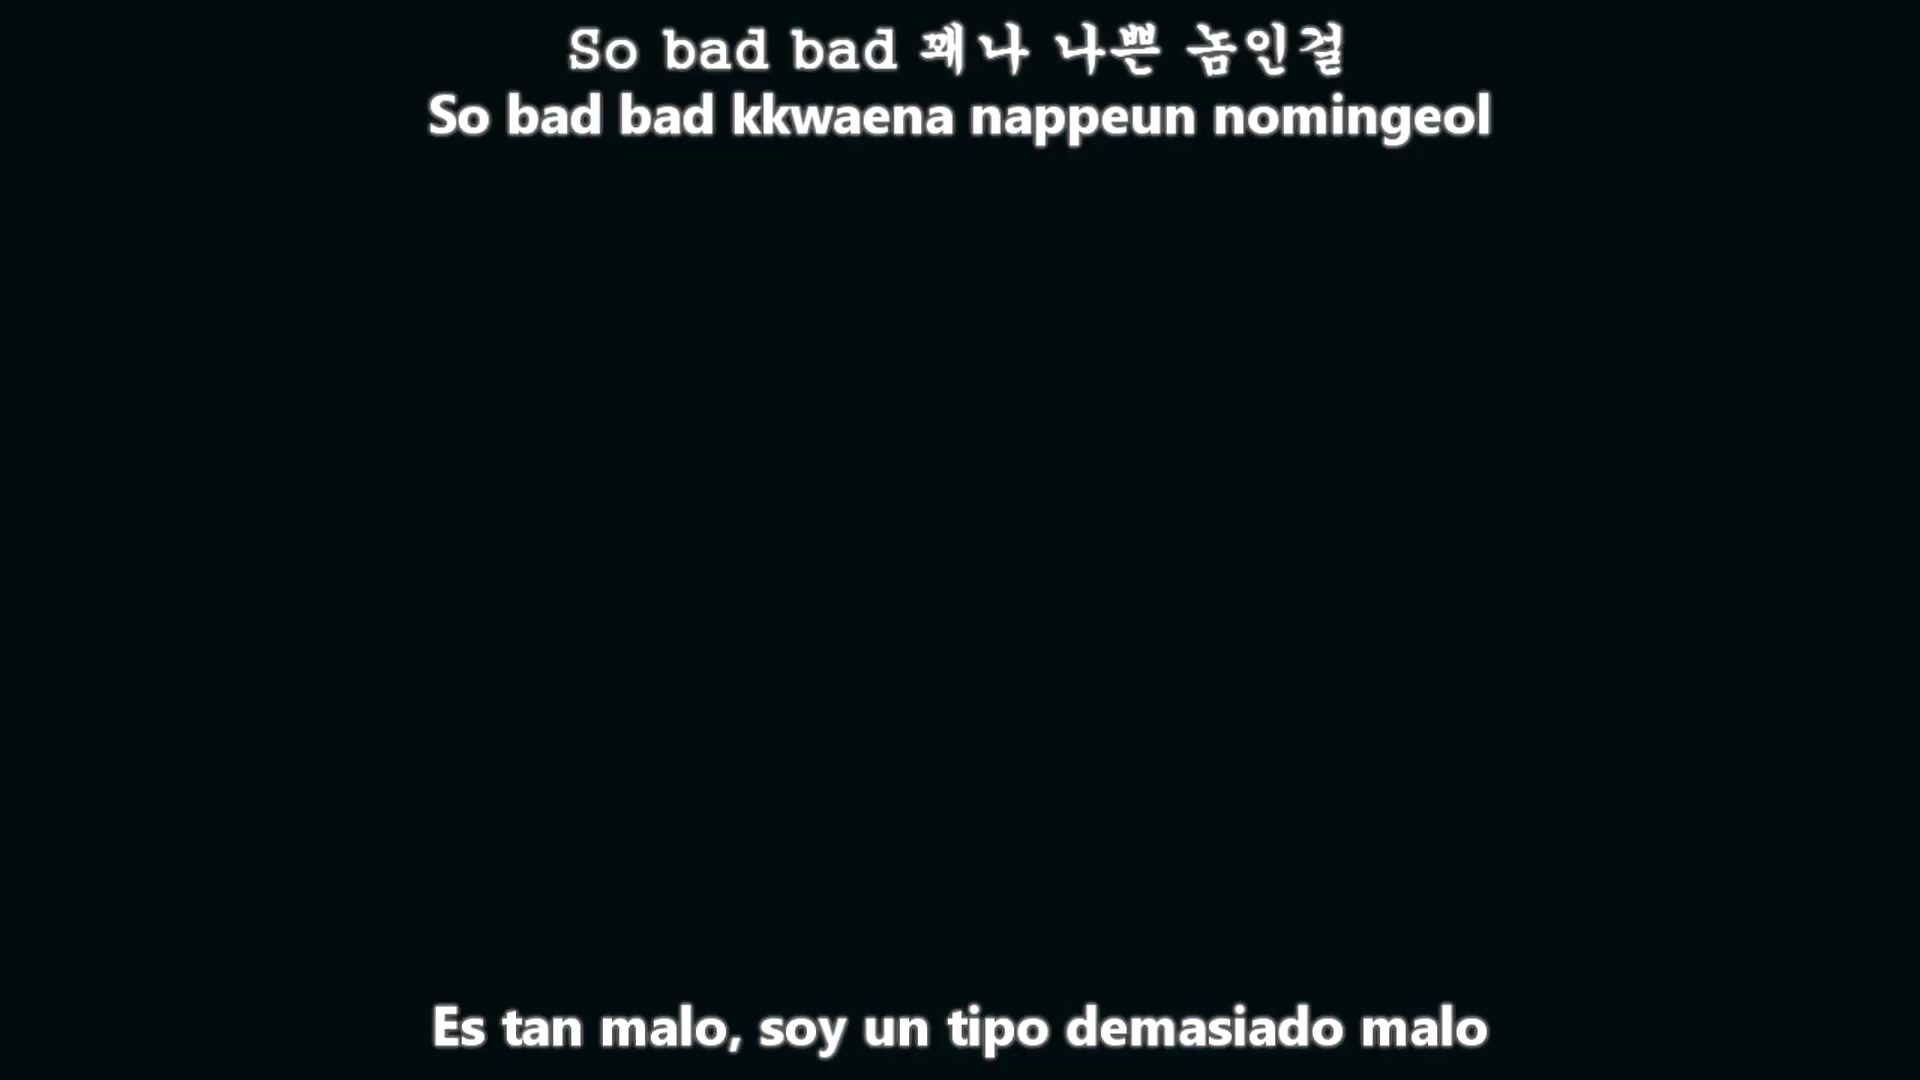 So bad bad 꽤나 나쁜 놈인걸
So bad bad kkwaena nappeun nomingeol
Es tan malo, soy un tipo demasiado malo